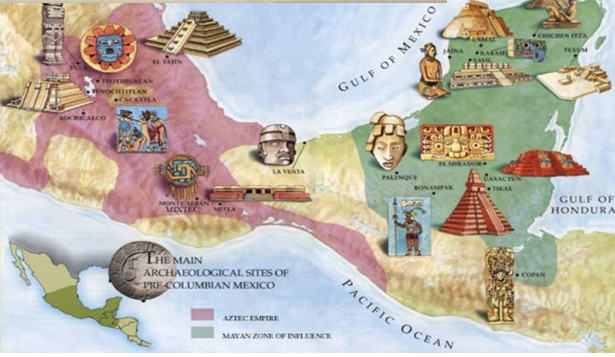 GULF OF MEXICO
UXMAL
CHICHEN ITZA
JAINA
KABAH
SAYIL
TULUM
EL TAJIN
TULA
TEOTIHUACAN
TENOCHTITLAN
CACAXTLA
XOCHICALCO
LA VENTA
PALENQUE
EL MIRADOR
UAXACTUN
TIKAL
BONAMPAK
GULF OF
HONDURA
MONTE ALBAN
MIXTEC
MITLA
COPAN
THE MAIN
ARCHAEOLOGICAL SITES OF
PRE-COLUMBIAN MEXICO
PACIFIC OCEAN
AZTEC EMPIRE
MAYAN ZONE OF INFLUENCE